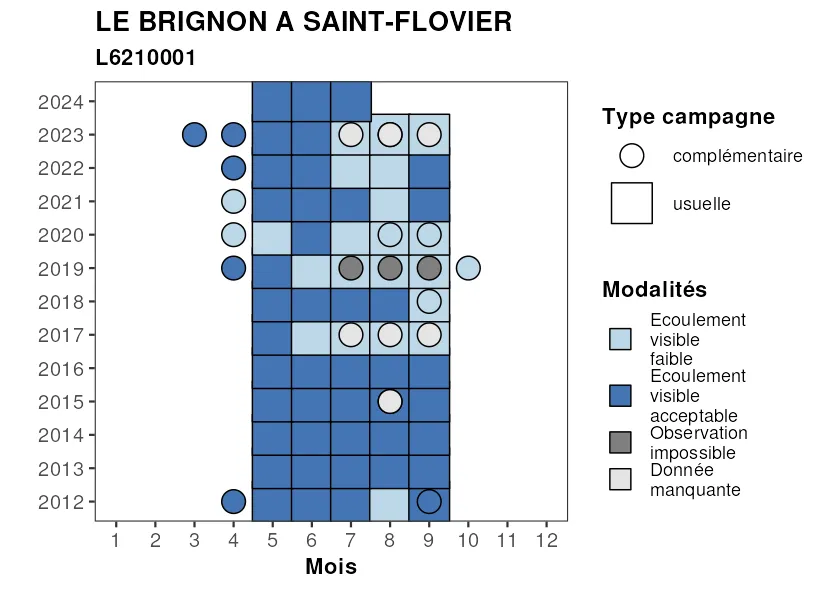 LE BRIGNON A SAINT-FLOVIER
L6210001
2024
2023
2022
2021
2020
2019
2018
2017
2016
2015
2014
2013
2012
1 2 3 4 5 6 7 8 9 10 11 12
Mois
Type campagne
complémentaire
usuelle
Modalités
Ecoulement
visible
faible
Ecoulement
visible
acceptable
Observation
impossible
Donnée
manquante